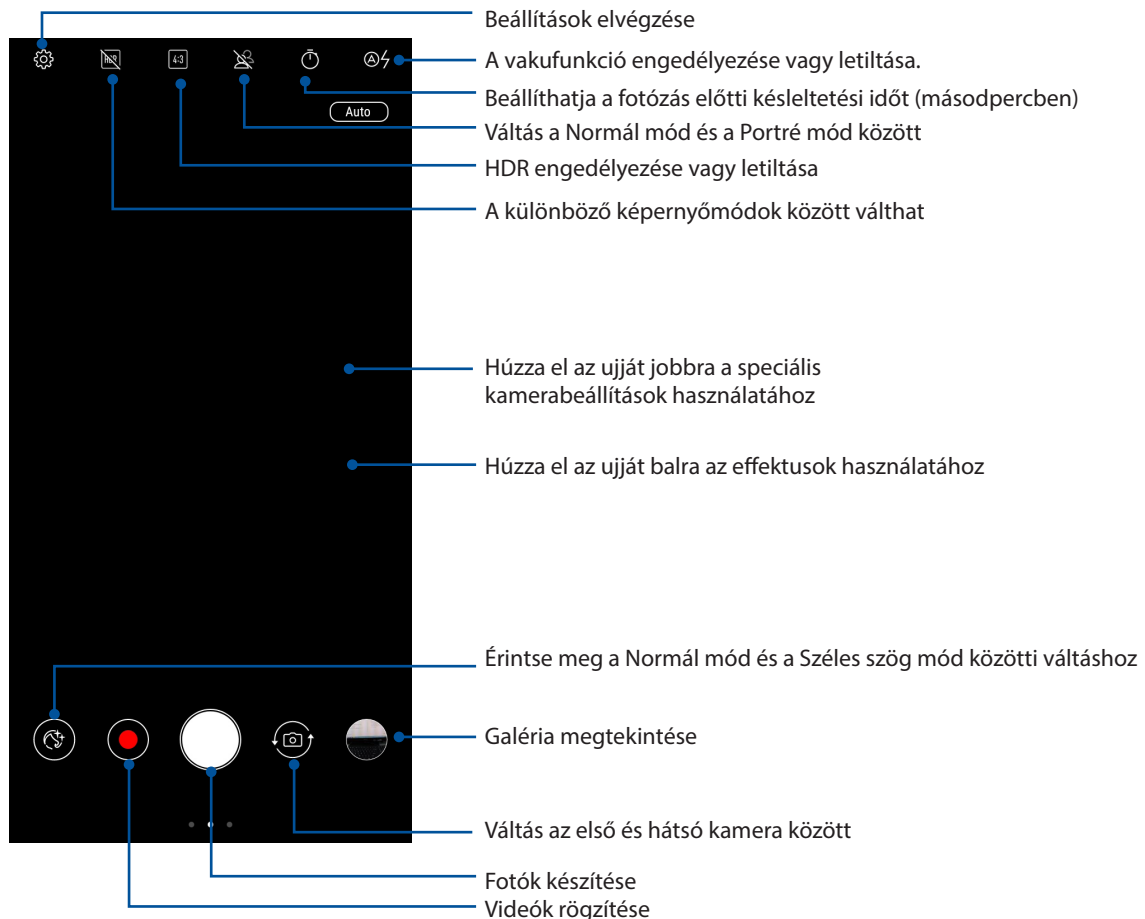 Beállítások elvégzése
A vakufunkció engedélyezése vagy letiltása.
Beállíthatja a fotózás előtti késleltetési időt (másodpercben)
Váltás a Normál mód és a Portré mód között
HDR engedélyezése vagy letiltása
A különböző képernyőmódok között válthat
HDR
4:3
A
Auto
Húzza el az ujját jobbra a speciális
kamerabeállítások használatához
Húzza el az ujját balra az effektusok használatához
Érintse meg a Normál mód és a Széles szög mód közötti váltáshoz
Galéria megtekintése
Váltás az első és hátsó kamera között
Fotók készítése
Videók rögzítése